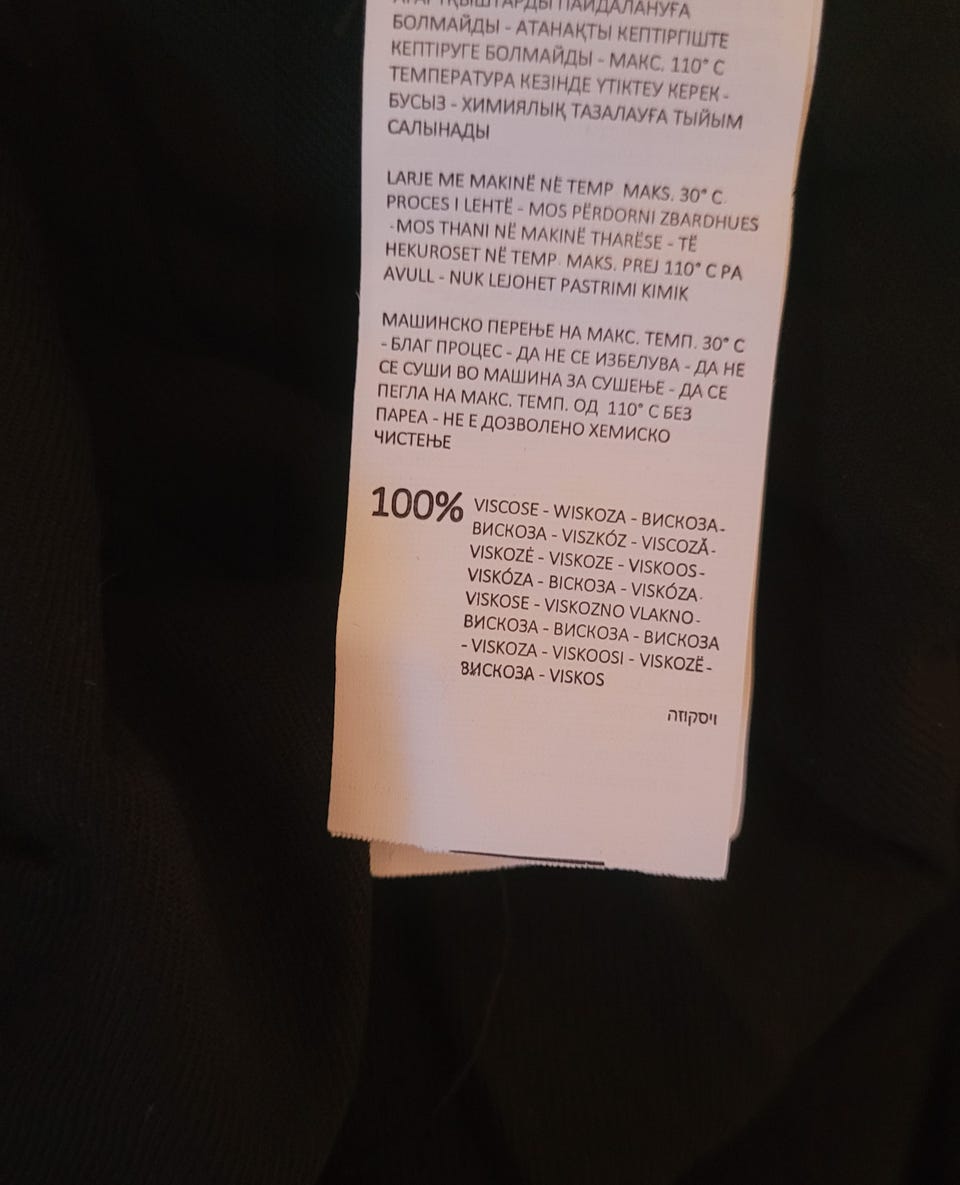 АҒАРТҚЫШТАРДЫ ПАЙДАЛАНУҒА
БОЛМАЙДЫ - АТАНАҚТЫ КЕПТІРГІШТЕ
КЕПТІРУГЕ БОЛМАЙДЫ - МАКС. 110° C
ТЕМПЕРАТУРА КЕЗІНДЕ ҮТІКТЕУ КЕРЕК -
БУСЫЗ - ХИМИЯЛЫҚ ТАЗАЛАУҒА ТЫЙЫМ
САЛЫНАДЫ
LARJE ME MAKINË NË TEMP MAKS. 30° C.
PROCES I LEHTË - MOS PËRDORNI ZBARDHUES
-MOS THANI NË MAKINË THARËSE - TË
HEKUROSET NË TEMP. MAKS. PREJ 110° C PA
AVULL - NUK LEJOHET PASTRIMI KIMIK
МАШИНСКО ПЕРЕЊЕ НА МАКС. ТЕМП. 30° C
- БЛАГ ПРОЦЕС - ДА НЕ СЕ ИЗБЕЛУВА - ДА НЕ
СЕ СУШИ ВО МАШИНА ЗА СУШЕЊЕ - ДА СЕ
ПЕГЛА НА МАКС. ТЕМП. ОД 110° C БЕЗ
ПАРЕА - НЕ Е ДОЗВОЛЕНО ХЕМИСКО
ЧИСТЕЊЕ
100% VISCOSE - WISKOZA - ВИСКОЗА-
ВИСКОЗА - VISZKÓZ - VISCOZĂ-
VISKOZĖ - VISKOZE - VISKOOS-
VISKÓZA - ВІСКОЗА - VISKÓZA-
VISKOSE - VISKOZNO VLAKNO-
ВИСКОЗА - ВИСКОЗА - ВИСКОЗА
- VISKOZA - VISKOOSI - VISKOZË-
ВИСКОЗА - VISKOS
ויסקוזה